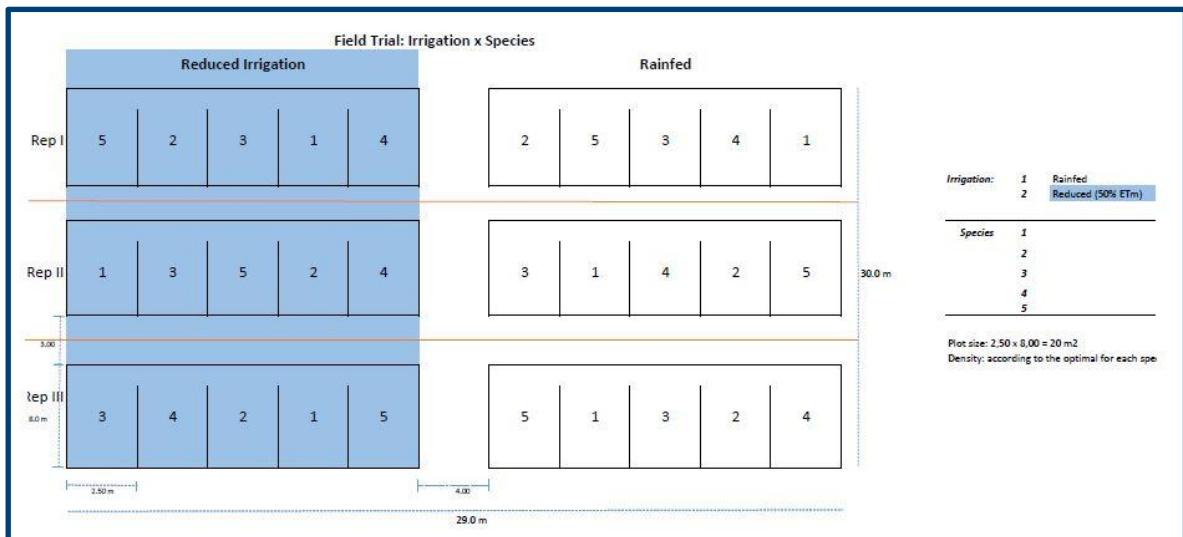 Field Trial: Irrigation x Species
Reduced Irrigation
Rainfed
Rep I
5 2 3 1 4
2 5 3 4 1
Rep II
1 3 5 2 4
3 1 4 2 5
30.0 m
3.00
Rep III
8.0 m
3 4 2 1 5
5 1 3 2 4
2.50 m
4.00
29.0 m
Irrigation: 1 Rainfed
2 Reduced (50% ETm)
Species 1
2
3
4
5
Plot size: 2,50 x 8,00 = 20 m2
Density: according to the optimal for each spe